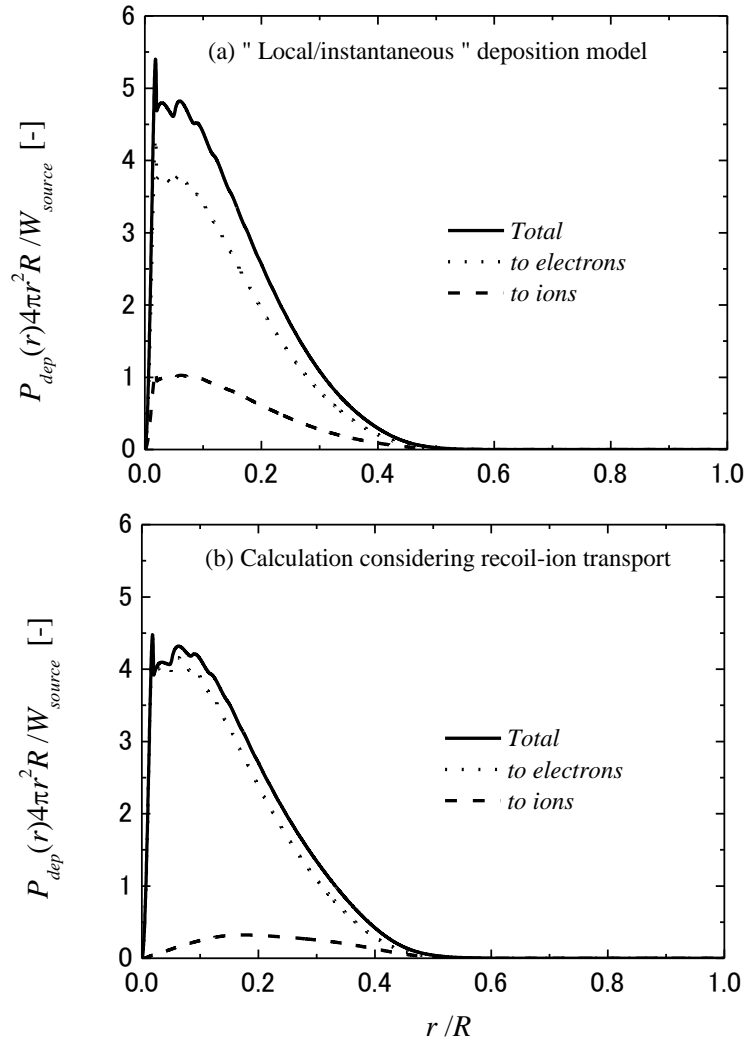 (a) " Local/instantaneous " deposition model
P_dep(r)4πr²R/W_source [-]
6
5
4
3
2
1
0
Total
to electrons
to ions
0.0 0.2 0.4 0.6 0.8 1.0
(b) Calculation considering recoil-ion transport
P_dep(r)4πr²R/W_source [-]
6
5
4
3
2
1
0
Total
to electrons
to ions
0.0 0.2 0.4 0.6 0.8 1.0
r/R